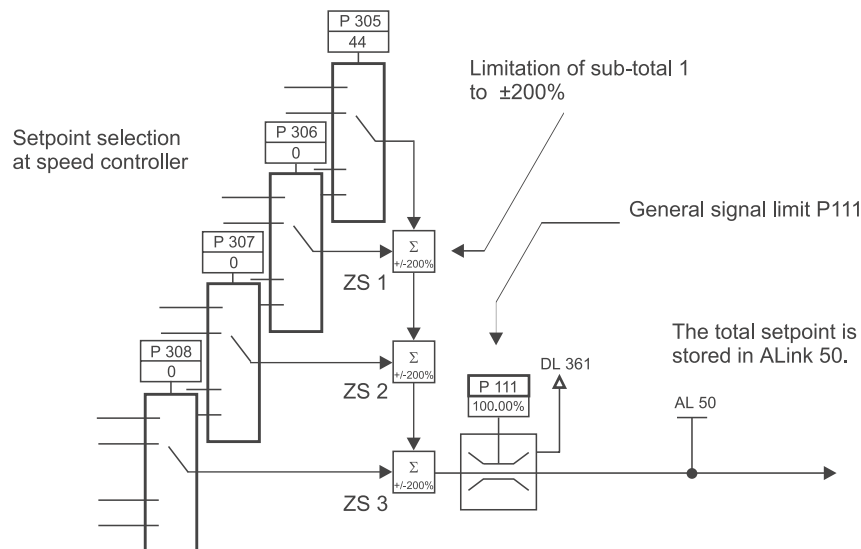 P 305
44
Limitation of sub-total 1
to ±200%
Setpoint selection
at speed controller
P 306
0
General signal limit P111
P 307
0
Σ
+/-200%
ZS 1
The total setpoint is
stored in ALink 50.
P 308
0
Σ
+/-200%
ZS 2
DL 361
P 111
100.00%
AL 50
Σ
+/-200%
ZS 3